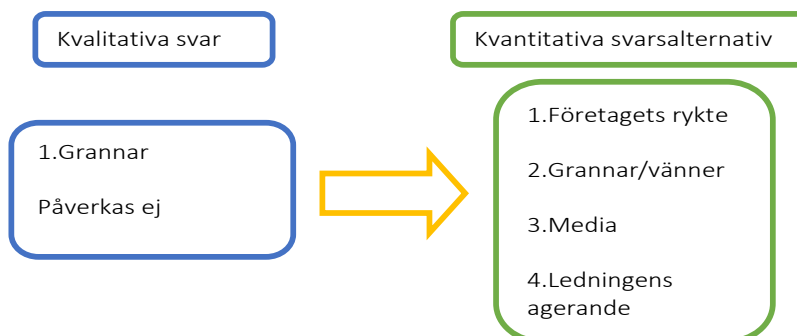 Kvalitativa svar
Kvantitativa svarsalternativ
1.Grannar
Påverkas ej
1.Företagets rykte
2.Grannar/vänner
3.Media
4.Ledningens
agerande